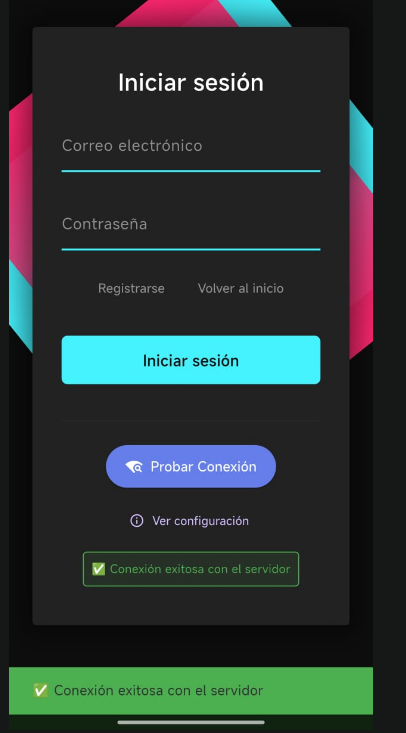 Iniciar sesión
Correo electrónico
Contraseña
Registrarse Volver al inicio
Iniciar sesión
Probar Conexión
Ver configuración
✅ Conexión exitosa con el servidor
✅ Conexión exitosa con el servidor